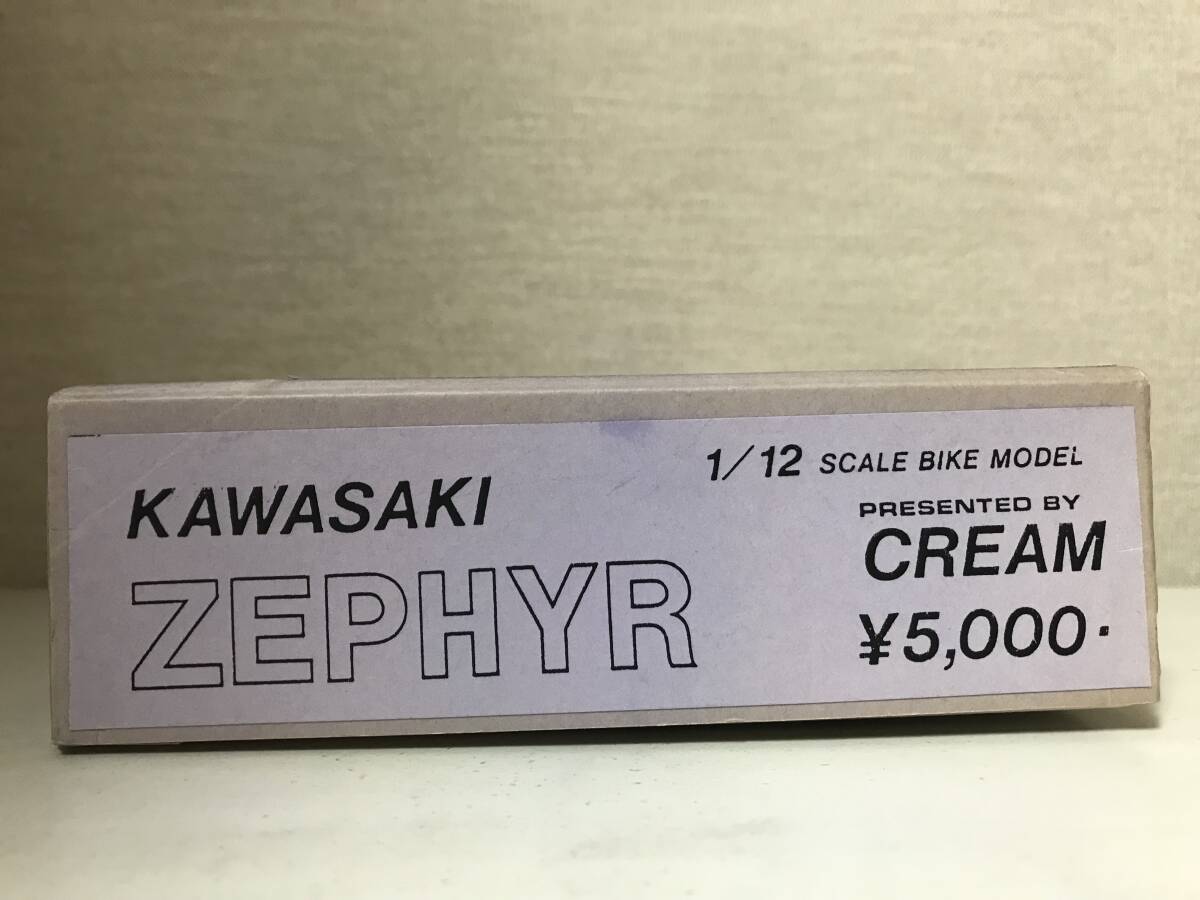 KAWASAKI
ZEPHYR
1/12 SCALE BIKE MODEL
PRESENTED BY
CREAM
¥5,000.